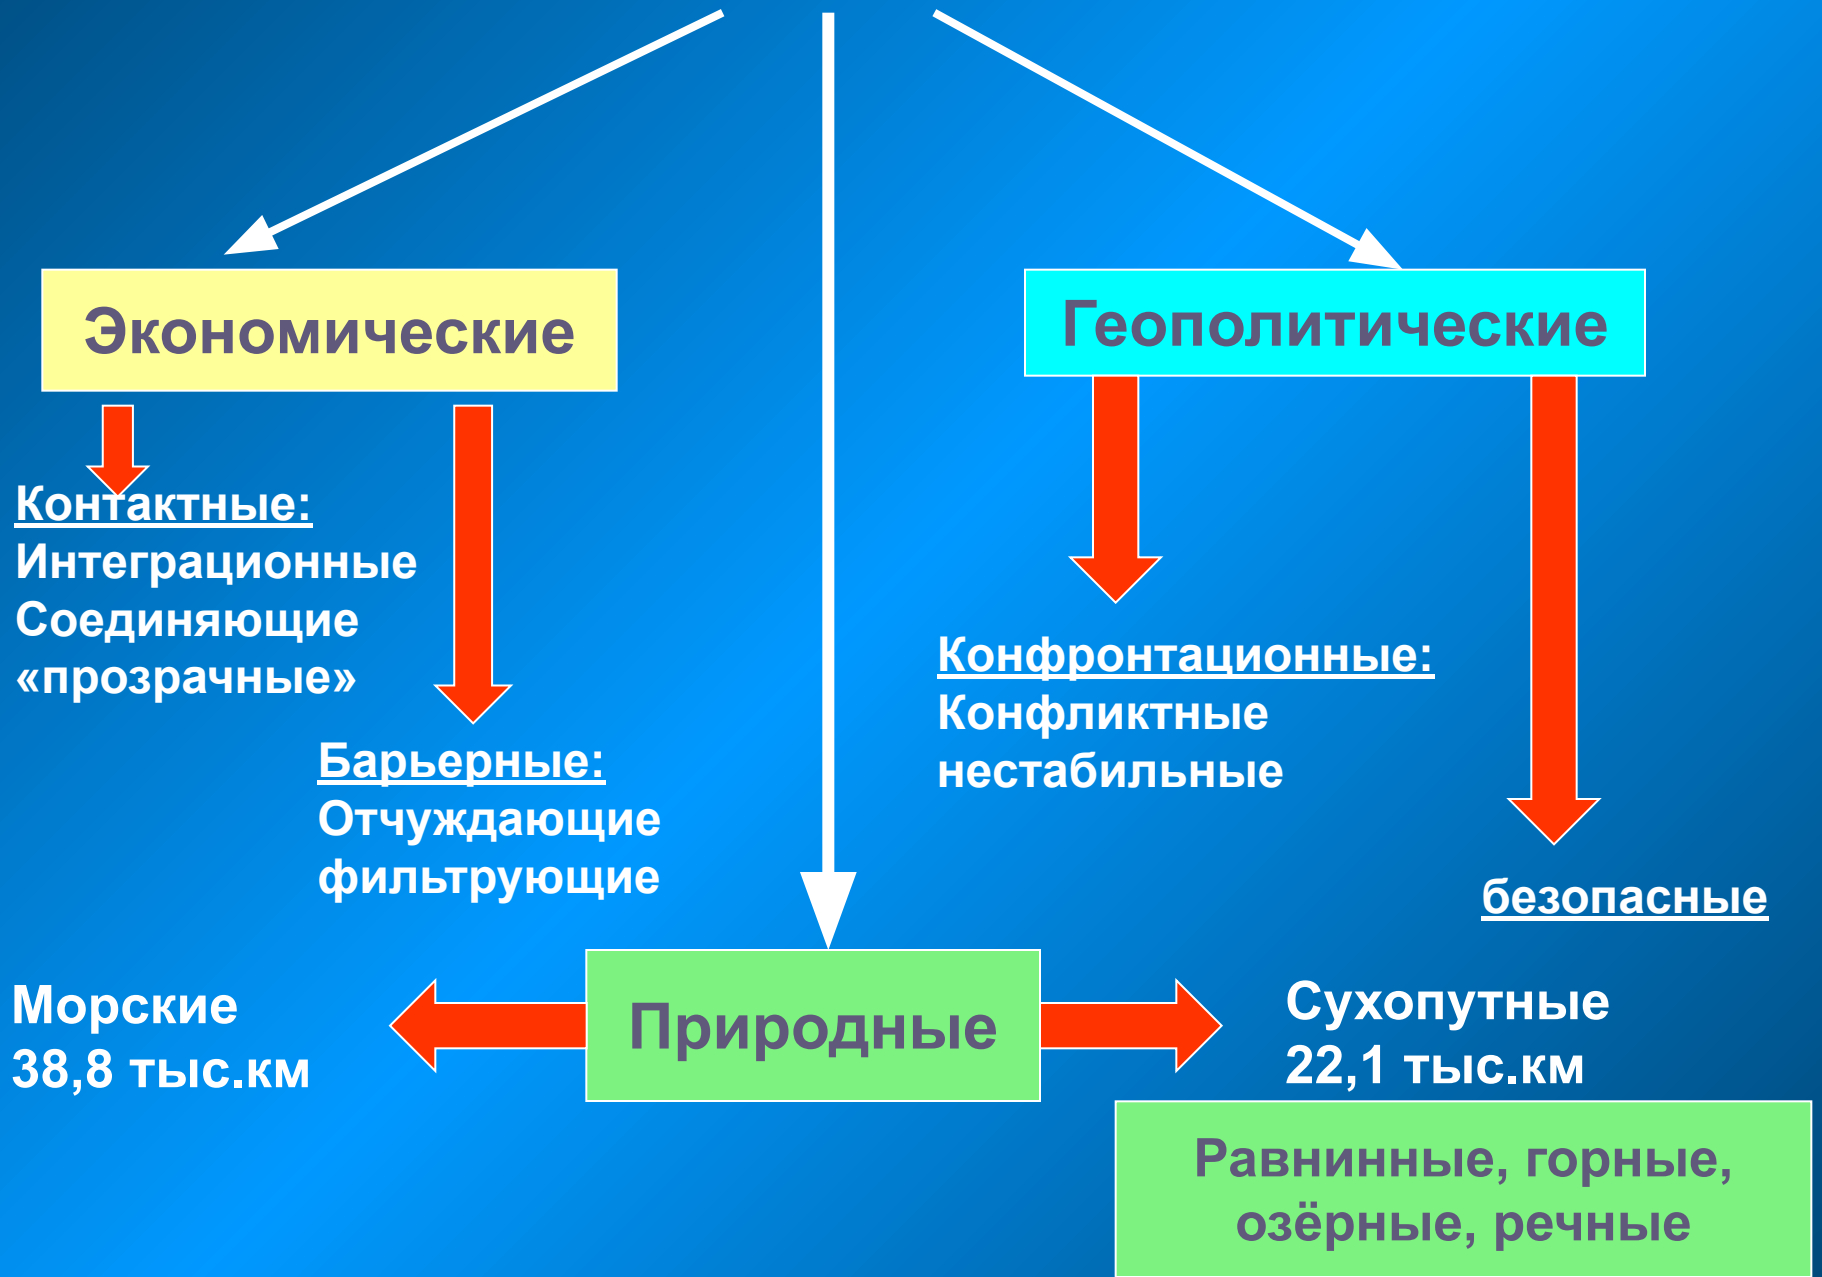 Экономические
Геополитические
Контактные:
Интеграционные
Соединяющие
«прозрачные»
Барьерные:
Отчуждающие
фильтрующие
Конфронтационные:
Конфликтные
нестабильные
безопасные
Природные
Морские
38,8 тыс.км
Сухопутные
22,1 тыс.км
Равнинные, горные,
озёрные, речные